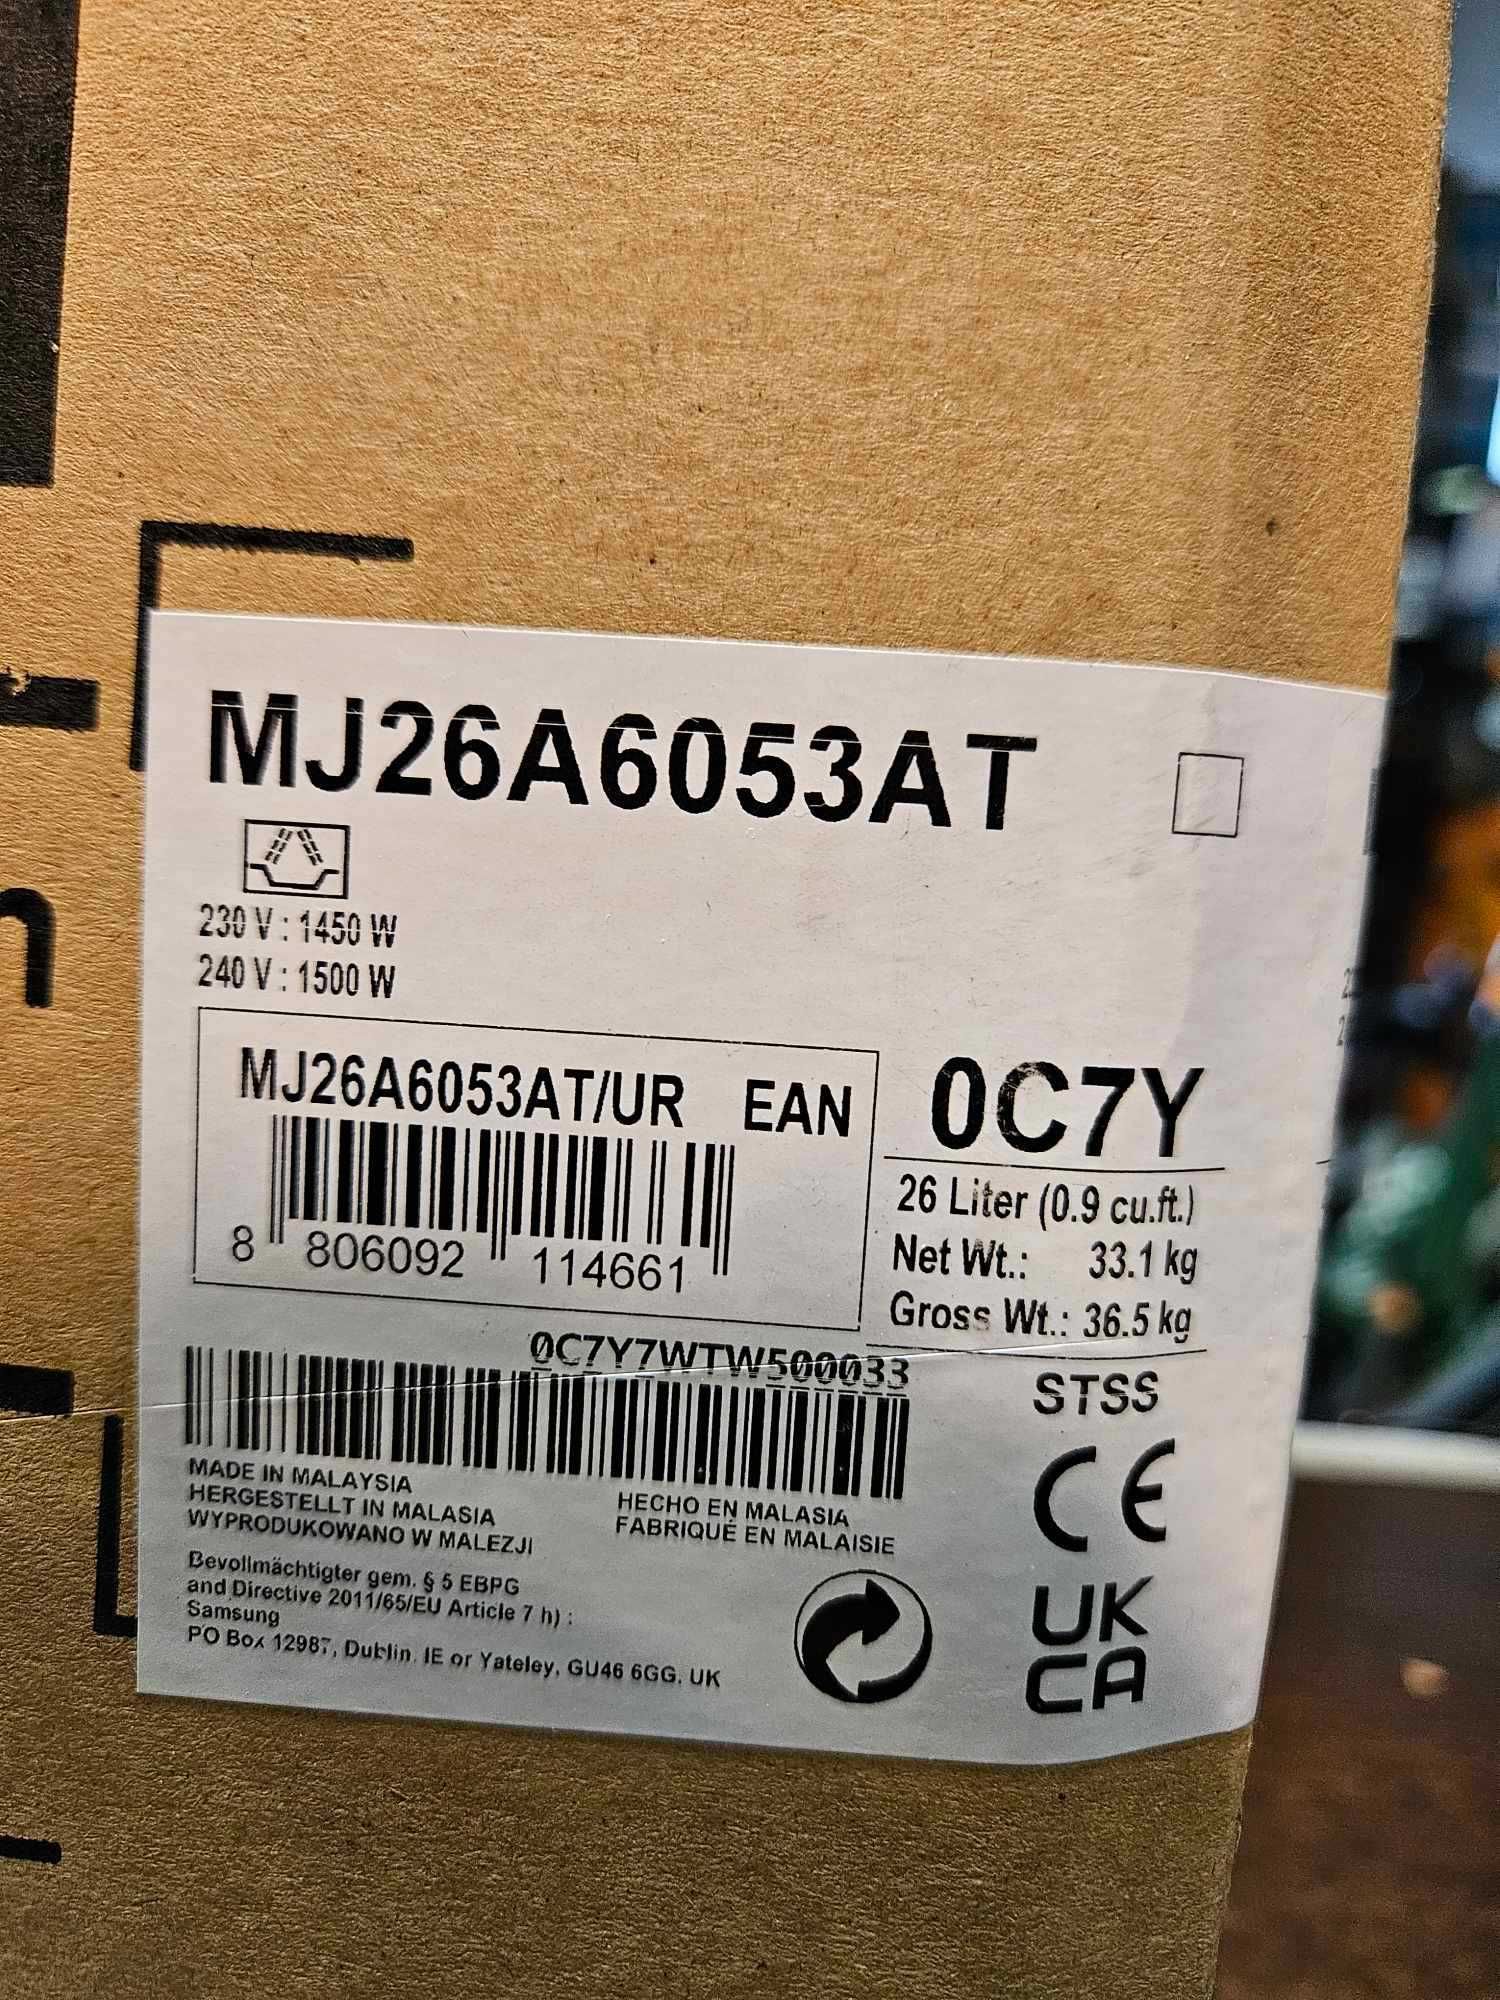 MJ26A6053AT
230 V : 1450 W
240 V : 1500 W
MJ26A6053AT/UR EAN
8 806092 114661
0C7Y
26 Liter (0.9 cu.ft.)
Net Wt.: 33.1 kg
Gross Wt.: 36.5 kg
0C7Y7WTW500033
STSS
MADE IN MALAYSIA
HERGESTELLT IN MALASIA
WYPRODUKOWANO W MALEZJI
HECHO EN MALASIA
FABRIQUÉ EN MALAISIE
Bevollmächtigter gem. § 5 EBPG
and Directive 2011/65/EU Article 7 h) :
Samsung
PO Box 12987, Dublin. IE or Yateley, GU46 6GG. UK
CE
UK
CA